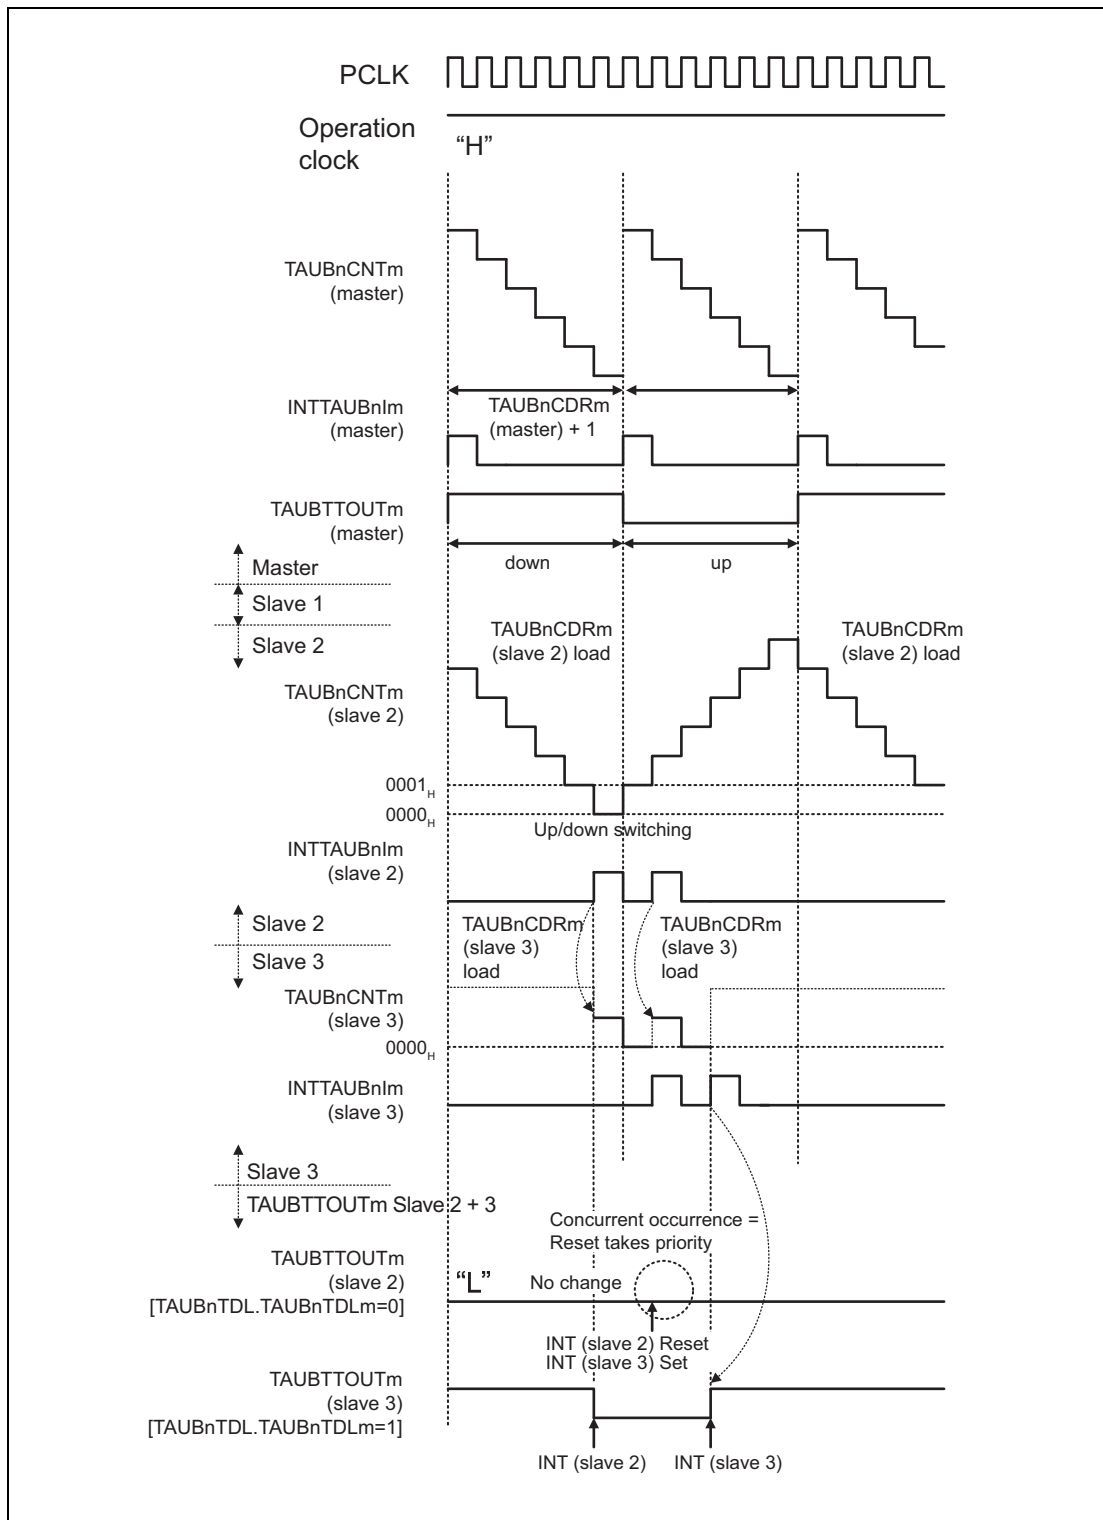 PCLK
Operation
clock
“H”
TAUBnCNTm
(master)
INTTAUBnIm
(master)
TAUBnCDRm
(master) + 1
TAUBTTOUTm
(master)
down
up
Master
Slave 1
Slave 2
TAUBnCDRm
(slave 2) load
TAUBnCDRm
(slave 2) load
TAUBnCNTm
(slave 2)
0001H
0000H
Up/down switching
INTTAUBnIm
(slave 2)
Slave 2
Slave 3
TAUBnCDRm
(slave 3)
load
TAUBnCDRm
(slave 3)
load
TAUBnCNTm
(slave 3)
0000H
INTTAUBnIm
(slave 3)
Slave 3
TAUBTTOUTm Slave 2 + 3
Concurrent occurrence =
Reset takes priority
TAUBTTOUTm
(slave 2)
[TAUBnTDL.TAUBnTDLm=0]
“L”
No change
INT (slave 2) Reset
INT (slave 3) Set
TAUBTTOUTm
(slave 3)
[TAUBnTDL.TAUBnTDLm=1]
INT (slave 2)
INT (slave 3)